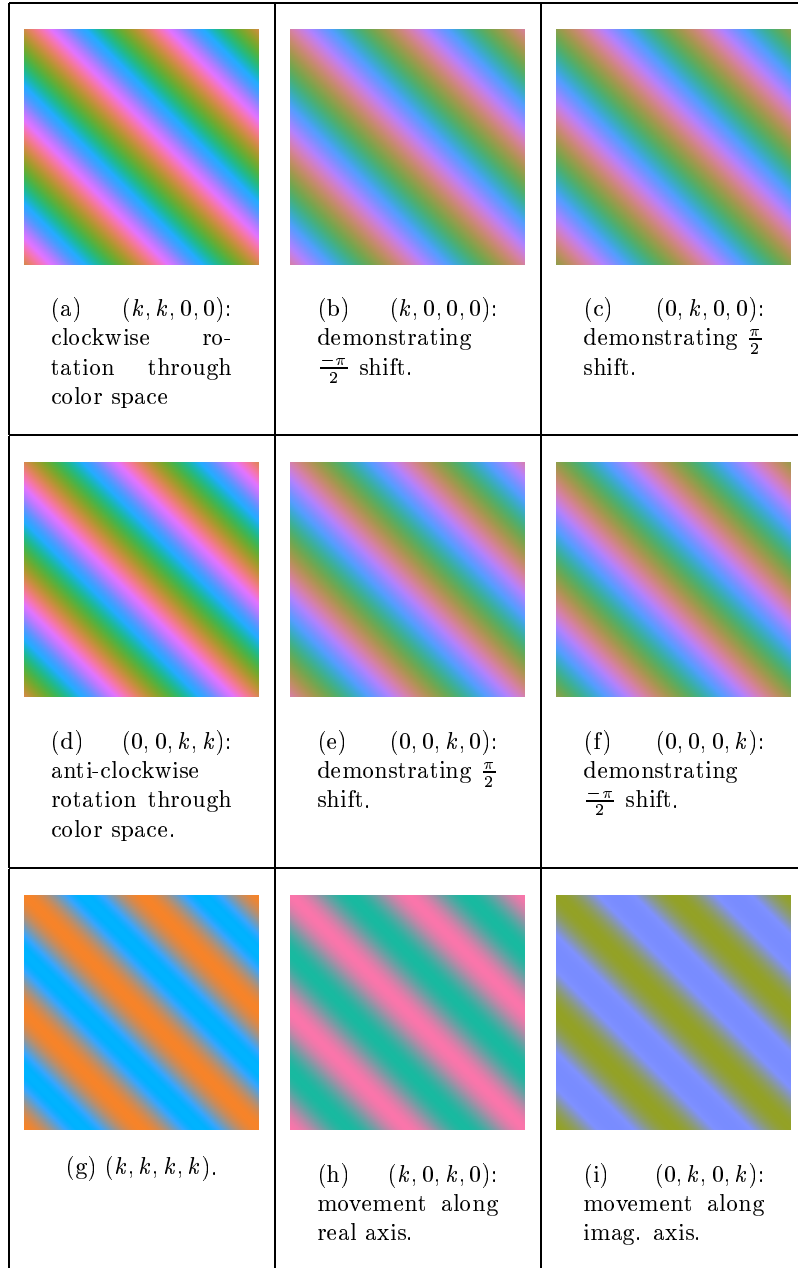 (a) (k, k, 0, 0):
clockwise ro-
tation through
color space
(b) (k, 0, 0, 0):
demonstrating
−π/2 shift.
(c) (0, k, 0, 0):
demonstrating π/2
shift.
(d) (0, 0, k, k):
anti-clockwise
rotation through
color space.
(e) (0, 0, k, 0):
demonstrating π/2
shift.
(f) (0, 0, 0, k):
demonstrating
−π/2 shift.
(g) (k, k, k, k).
(h) (k, 0, k, 0):
movement along
real axis.
(i) (0, k, 0, k):
movement along
imag. axis.